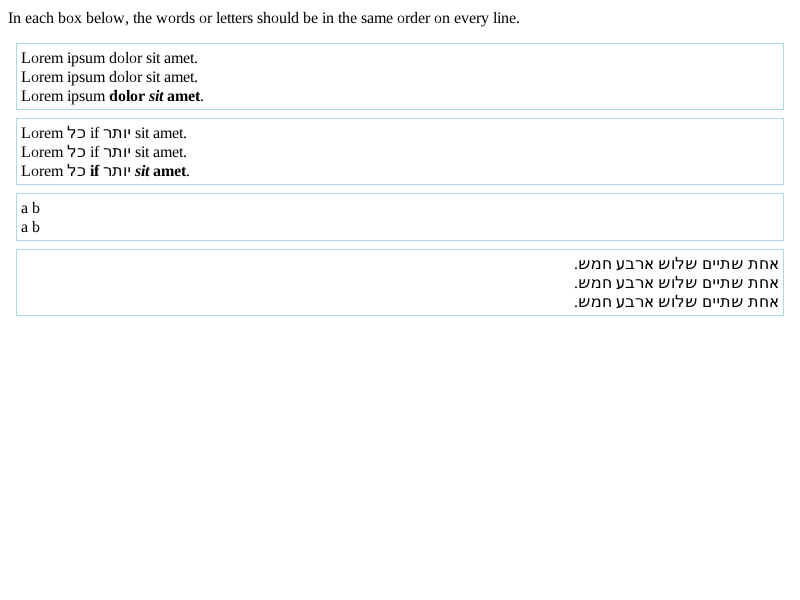 In each box below, the words or letters should be in the same order on every line.
Lorem ipsum dolor sit amet.
Lorem ipsum dolor sit amet.
Lorem ipsum dolor sit amet.
Lorem כל if יותר sit amet.
Lorem כל if יותר sit amet.
Lorem כל if יותר sit amet.
a b
a b
אחת שתיים שלוש ארבע חמש.
אחת שתיים שלוש ארבע חמש.
אחת שתיים שלוש ארבע חמש.